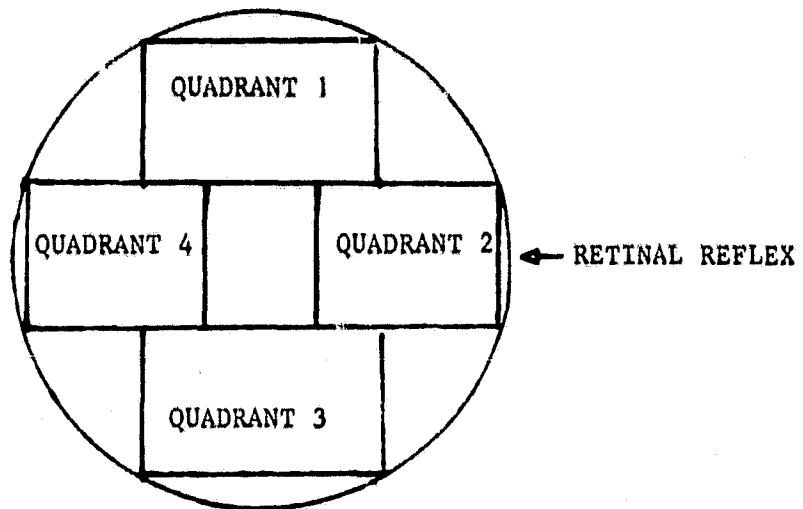 QUADRANT 1
QUADRANT 4
QUADRANT 2
RETINAL REFLEX
QUADRANT 3